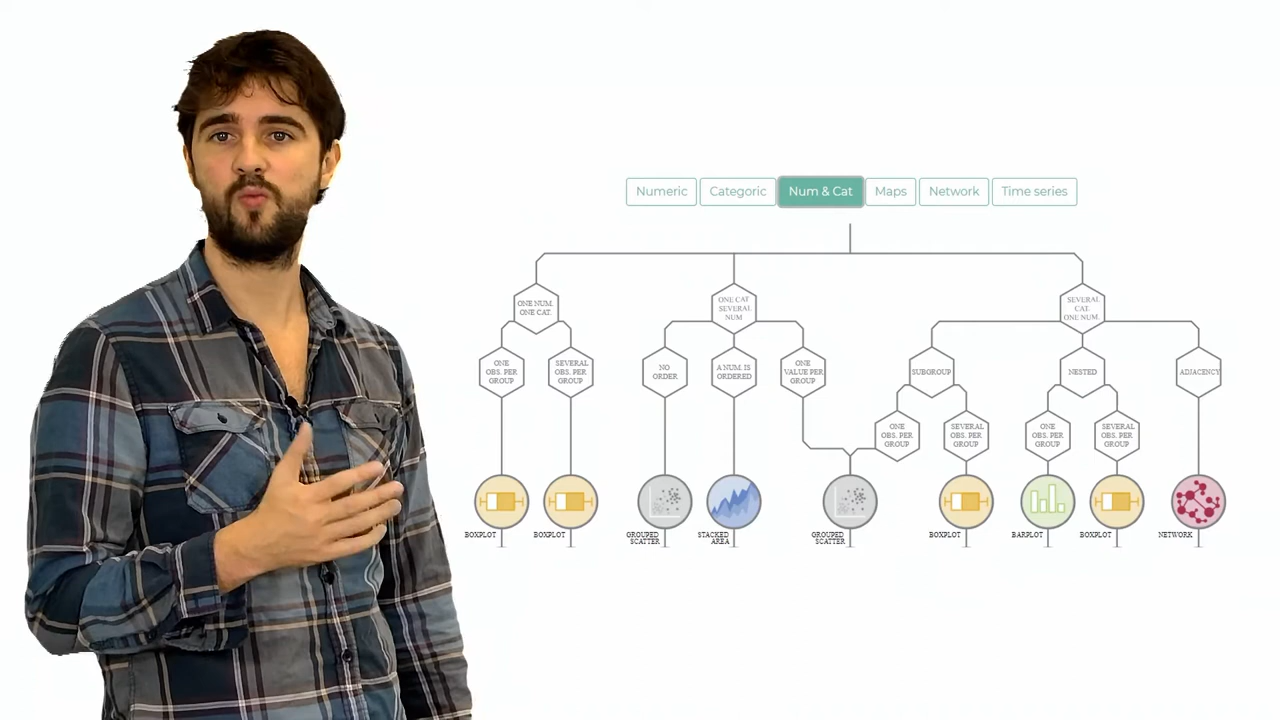 Numeric Categoric Num & Cat Maps Network Time series
ONE NUM.
ONE CAT.
ONE CAT
SEVERAL
NUM
SEVERAL
CAT.
ONE NUM.
ONE
OBS. PER
GROUP
SEVERAL
OBS. PER
GROUP
NO
ORDER
A NUM. IS
ORDERED
ONE
VALUE PER
GROUP
SUBGROUP
NESTED
ADJACENCY
ONE
OBS. PER
GROUP
SEVERAL
OBS. PER
GROUP
ONE
OBS. PER
GROUP
SEVERAL
OBS. PER
GROUP
BOXPLOT
BOXPLOT
GROUPED
SCATTER
STACKED
AREA
GROUPED
SCATTER
BOXPLOT
BARPLOT
BOXPLOT
NETWORK